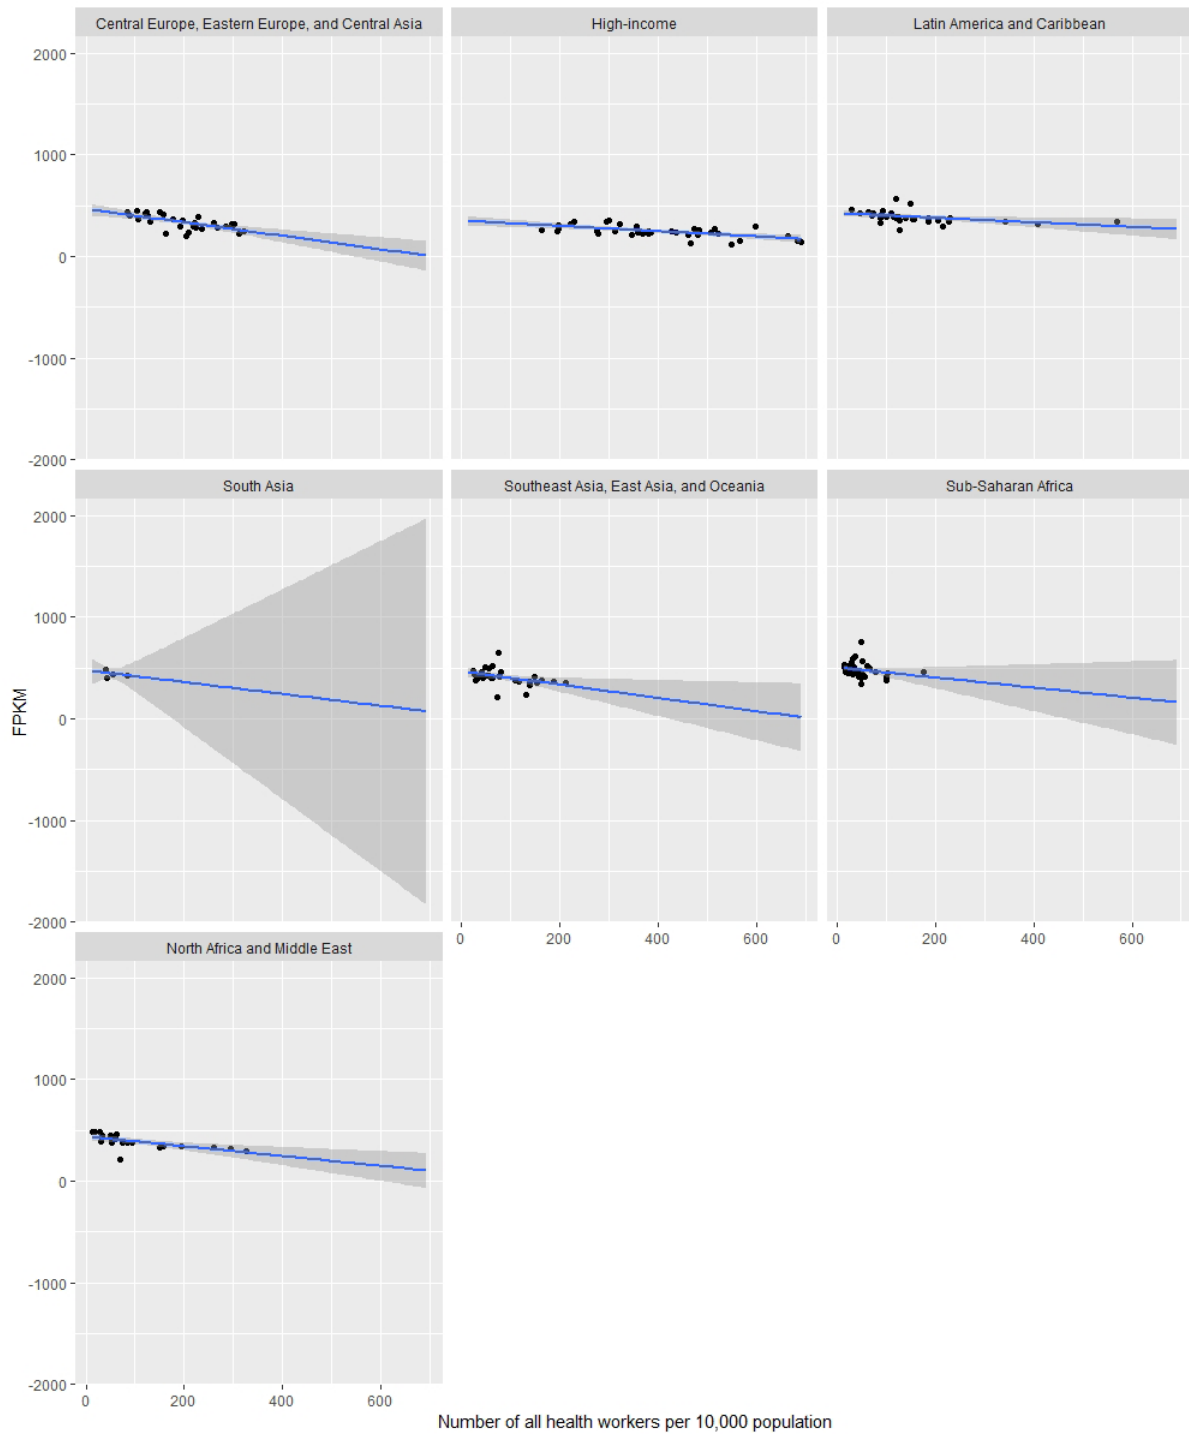 Central Europe, Eastern Europe, and Central Asia
High-income
Latin America and Caribbean
2000
1000
0
-1000
-2000
South Asia
Southeast Asia, East Asia, and Oceania
Sub-Saharan Africa
2000
1000
0
-1000
-2000
FPKM
0 200 400 600
0 200 400 600
North Africa and Middle East
2000
1000
0
-1000
-2000
0 200 400 600
Number of all health workers per 10,000 population